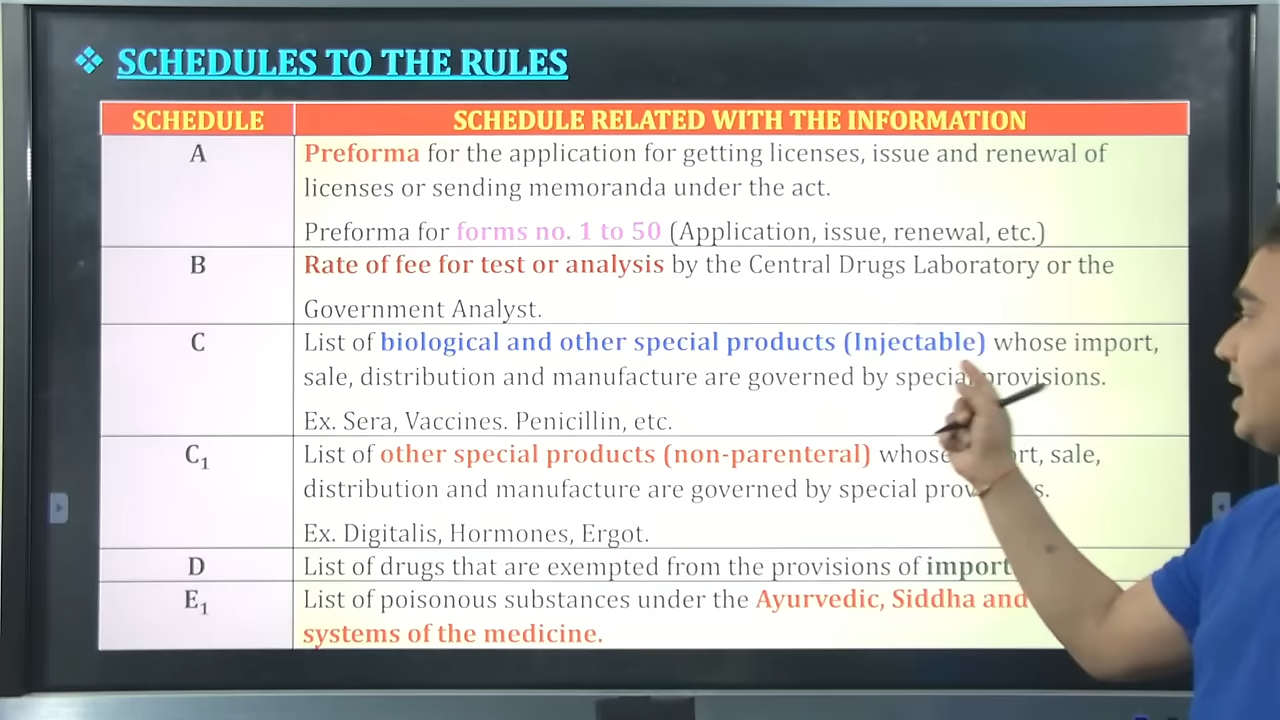 ❖ SCHEDULES TO THE RULES
SCHEDULE SCHEDULE RELATED WITH THE INFORMATION
A
Preforma for the application for getting licenses, issue and renewal of
licenses or sending memoranda under the act.
Preforma for forms no. 1 to 50 (Application, issue, renewal, etc.)
B
Rate of fee for test or analysis by the Central Drugs Laboratory or the
Government Analyst.
C
List of biological and other special products (Injectable) whose import,
sale, distribution and manufacture are governed by special provisions.
Ex. Sera, Vaccines. Penicillin, etc.
C₁
List of other special products (non-parenteral) whose sale,
distribution and manufacture are governed by special
Ex. Digitalis, Hormones, Ergot.
D
List of drugs that are exempted from the provisions of import
E₁
List of poisonous substances under the Ayurvedic, Siddha and
systems of the medicine.